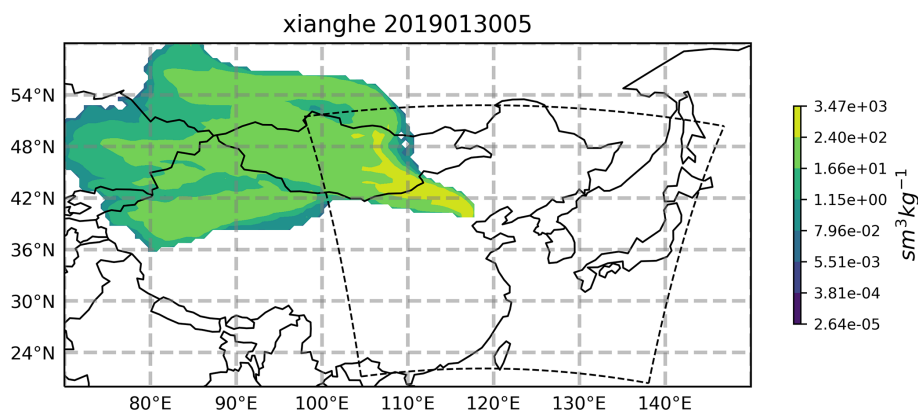 xianghe 2019013005
54°N
48°N
42°N
36°N
30°N
24°N
80°E
90°E
100°E
110°E
120°E
130°E
140°E
3.47e+03
2.40e+02
1.66e+01
1.15e+00
7.96e-02
5.51e-03
3.81e-04
2.64e-05
sm³kg⁻¹